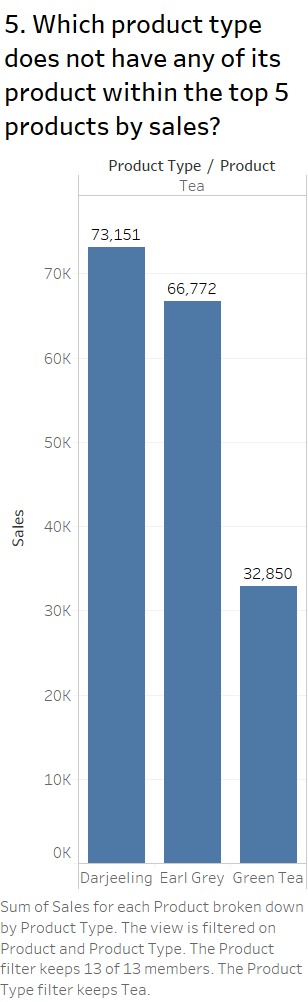 5. Which product type
does not have any of its
product within the top 5
products by sales?
Product Type / Product
Tea
73,151
70K
66,772
60K
50K
Sales
40K
32,850
30K
20K
10K
0K
Darjeeling Earl Grey Green Tea
Sum of Sales for each Product broken down
by Product Type. The view is filtered on
Product and Product Type. The Product
filter keeps 13 of 13 members. The Product
Type filter keeps Tea.